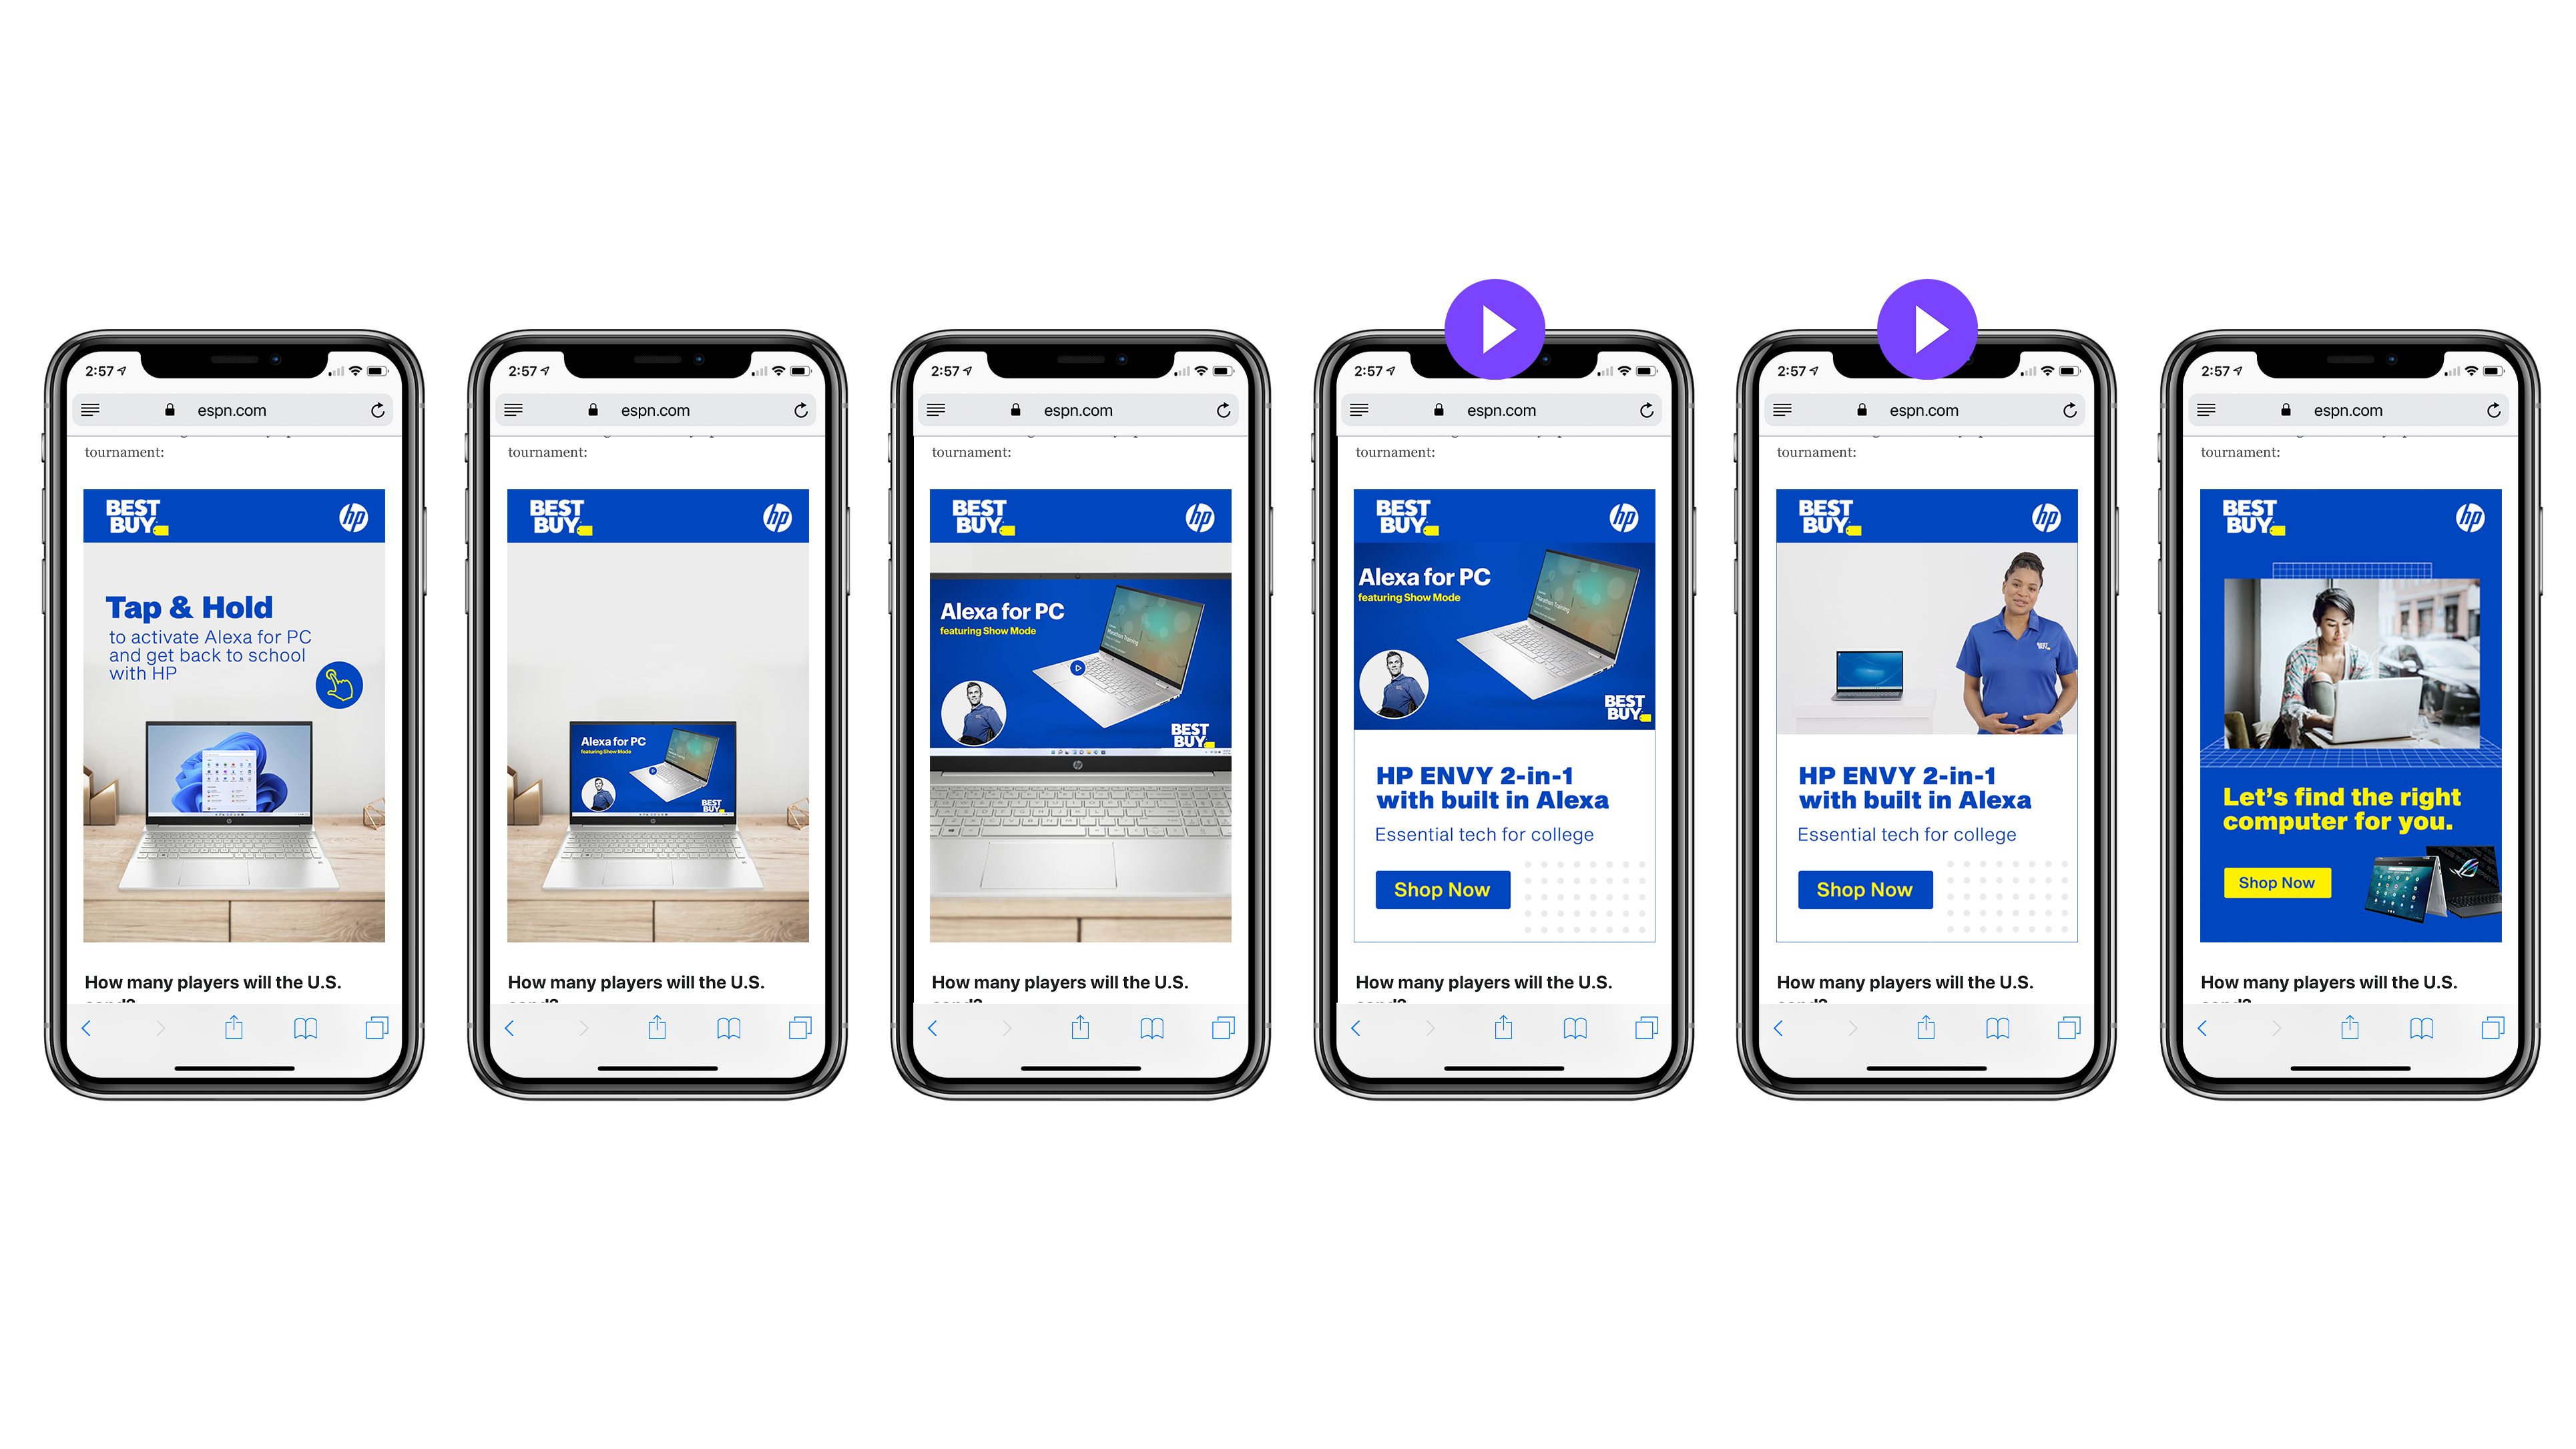 2:57
espn.com
tournament:
BEST
BUY
hp
Tap & Hold
to activate Alexa for PC
and get back to school
with HP
How many players will the U.S.
2:57
espn.com
tournament:
BEST
BUY
hp
Alexa for PC
featuring Show Mode
BEST
BUY
How many players will the U.S.
2:57
espn.com
tournament:
BEST
BUY
hp
Alexa for PC
featuring Show Mode
Marathon Training
BEST
BUY
hp
How many players will the U.S.
2:57
espn.com
tournament:
BEST
BUY
hp
Alexa for PC
featuring Show Mode
Marathon Training
BEST
BUY
HP ENVY 2-in-1
with built in Alexa
Essential tech for college
Shop Now
How many players will the U.S.
2:57
espn.com
tournament:
BEST
BUY
hp
BEST
BUY
HP ENVY 2-in-1
with built in Alexa
Essential tech for college
Shop Now
How many players will the U.S.
2:57
espn.com
tournament:
BEST
BUY
hp
Let's find the right
computer for you.
Shop Now
How many players will the U.S.